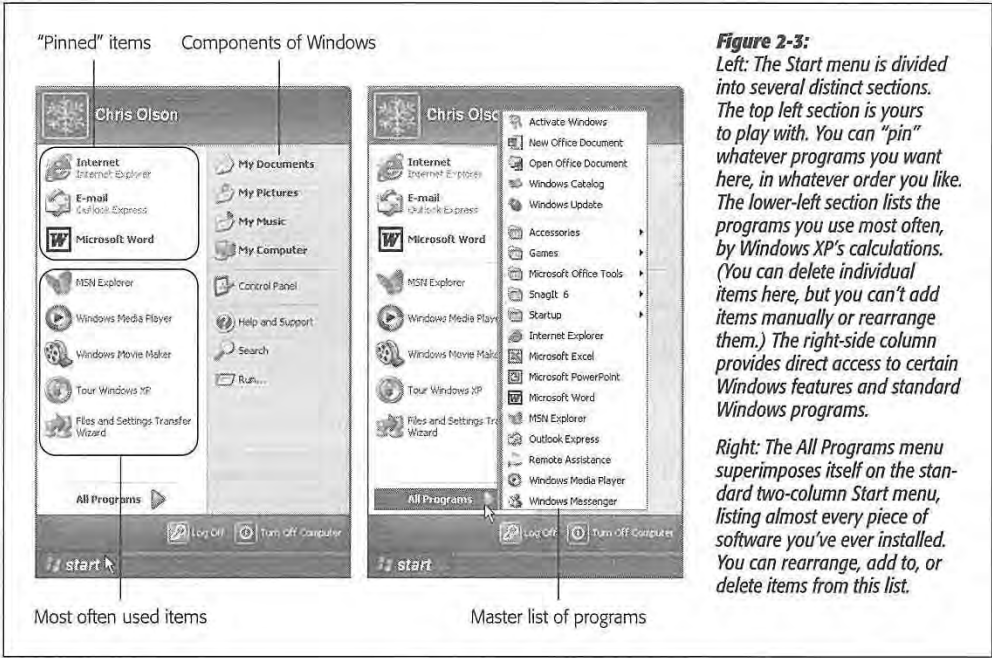 "Pinned" items
Components of Windows
Chris Olson
Internet
Internet Explorer
E-mail
Outlook Express
Microsoft Word
MSN Explorer
Windows Media Player
Windows Movie Maker
Tour Windows XP
Files and Settings Transfer
Wizard
All Programs
My Documents
My Pictures
My Music
My Computer
Control Panel
Help and Support
Search
Run...
Log Off
Turn Off Computer
start
Most often used items
Chris Olso
Internet
Internet Explorer
E-mail
Outlook Express
Microsoft Word
MSN Explorer
Windows Media Playe
Windows Movie Make
Tour Windows XP
Files and Settings Tra
Wizard
All Programs
Activate Windows
New Office Document
Open Office Document
Windows Catalog
Windows Update
Accessories
Games
Microsoft Office Tools
SnagIt 6
Startup
Internet Explorer
Microsoft Excel
Microsoft PowerPoint
Microsoft Word
MSN Explorer
Outlook Express
Remote Assistance
Windows Media Player
Windows Messenger
Log Off
Turn Off Computer
start
Master list of programs
Figure 2-3:
Left: The Start menu is divided
into several distinct sections.
The top left section is yours
to play with. You can "pin"
whatever programs you want
here, in whatever order you like.
The lower-left section lists the
programs you use most often,
by Windows XP's calculations.
(You can delete individual
items here, but you can't add
items manually or rearrange
them.) The right-side column
provides direct access to certain
Windows features and standard
Windows programs.
Right: The All Programs menu
superimposes itself on the stan-
dard two-column Start menu,
listing almost every piece of
software you've ever installed.
You can rearrange, add to, or
delete items from this list.